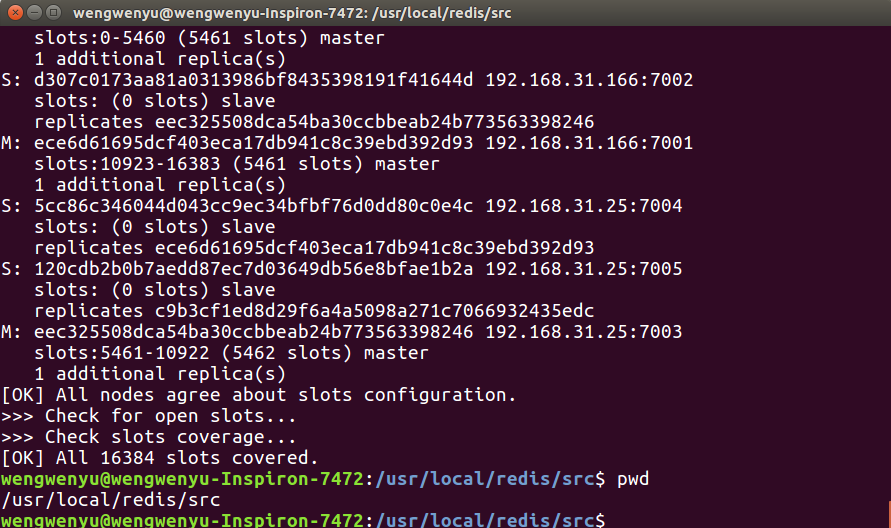 wengwenyu@wengwenyu-Inspiron-7472: /usr/local/redis/src
slots:0-5460 (5461 slots) master
1 additional replica(s)
S: d307c0173aa81a0313986bf8435398191f41644d 192.168.31.166:7002
slots: (0 slots) slave
replicates eec325508dca54ba30ccbbeab24b773563398246
M: ece6d61695dcf403eca17db941c8c39ebd392d93 192.168.31.166:7001
slots:10923-16383 (5461 slots) master
1 additional replica(s)
S: 5cc86c346044d043cc9ec34bfbf76d0dd80c0e4c 192.168.31.25:7004
slots: (0 slots) slave
replicates ece6d61695dcf403eca17db941c8c39ebd392d93
S: 120cdb2b0b7aedd87ec7d03649db56e8bfae1b2a 192.168.31.25:7005
slots: (0 slots) slave
replicates c9b3cf1ed8d29f6a4a5098a271c7066932435edc
M: eec325508dca54ba30ccbbeab24b773563398246 192.168.31.25:7003
slots:5461-10922 (5462 slots) master
1 additional replica(s)
[OK] All nodes agree about slots configuration.
>>> Check for open slots...
>>> Check slots coverage...
[OK] All 16384 slots covered.
wengwenyu@wengwenyu-Inspiron-7472:/usr/local/redis/src$ pwd
/usr/local/redis/src
wengwenyu@wengwenyu-Inspiron-7472:/usr/local/redis/src$